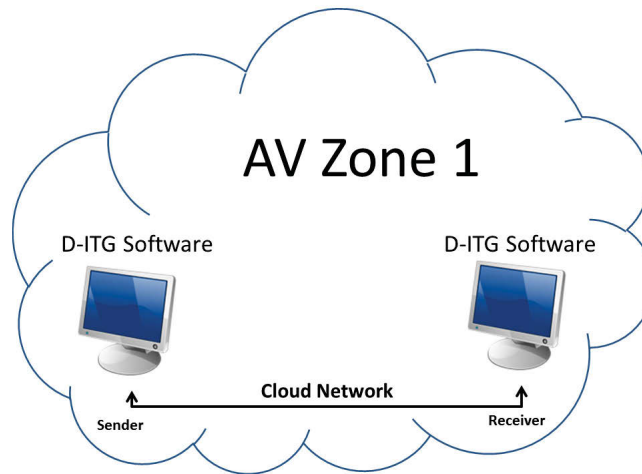 AV Zone 1
D-ITG Software
D-ITG Software
Cloud Network
Sender
Receiver